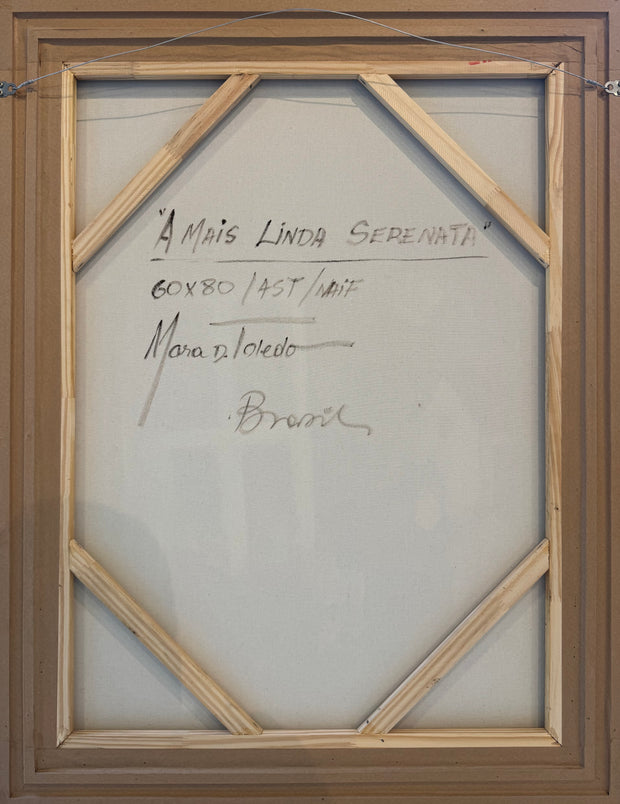 "A MAIS LINDA SERENATA"
60X80 / AST / NAIF
Mara D. Toledo
Brasil